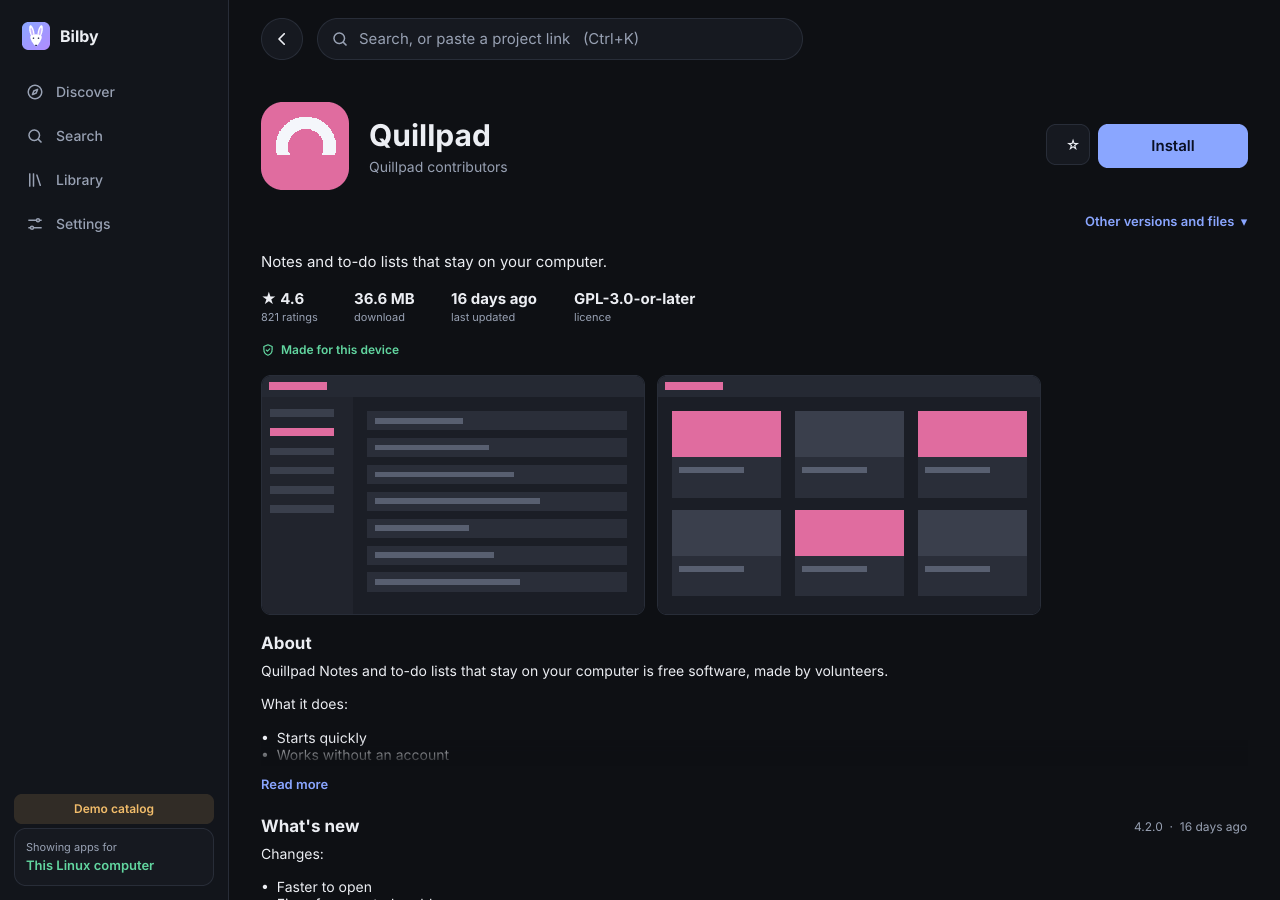 Bilby
Discover
Search
Library
Settings
Demo catalog
Showing apps for
This Linux computer
Search, or paste a project link (Ctrl+K)
Quillpad
Quillpad contributors
☆
Install
Other versions and files ▾
Notes and to-do lists that stay on your computer.
★ 4.6
821 ratings
36.6 MB
download
16 days ago
last updated
GPL-3.0-or-later
licence
Made for this device
About
Quillpad Notes and to-do lists that stay on your computer is free software, made by volunteers.
What it does:
• Starts quickly
• Works without an account
Read more
What's new
4.2.0 · 16 days ago
Changes:
• Faster to open